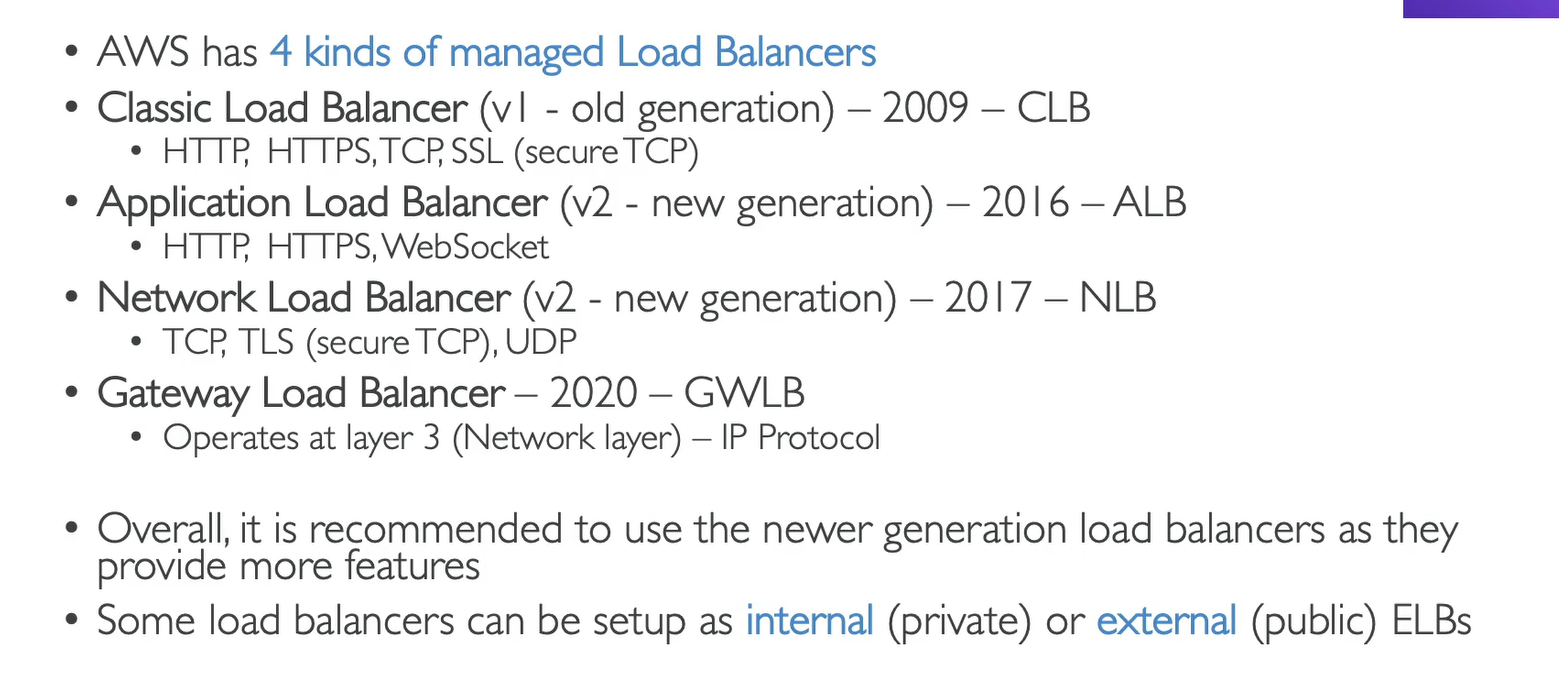 • AWS has 4 kinds of managed Load Balancers
• Classic Load Balancer (v1 - old generation) – 2009 – CLB
• HTTP, HTTPS, TCP, SSL (secure TCP)
• Application Load Balancer (v2 - new generation) – 2016 – ALB
• HTTP, HTTPS, WebSocket
• Network Load Balancer (v2 - new generation) – 2017 – NLB
• TCP, TLS (secure TCP), UDP
• Gateway Load Balancer – 2020 – GWLB
• Operates at layer 3 (Network layer) – IP Protocol
• Overall, it is recommended to use the newer generation load balancers as they
provide more features
• Some load balancers can be setup as internal (private) or external (public) ELBs